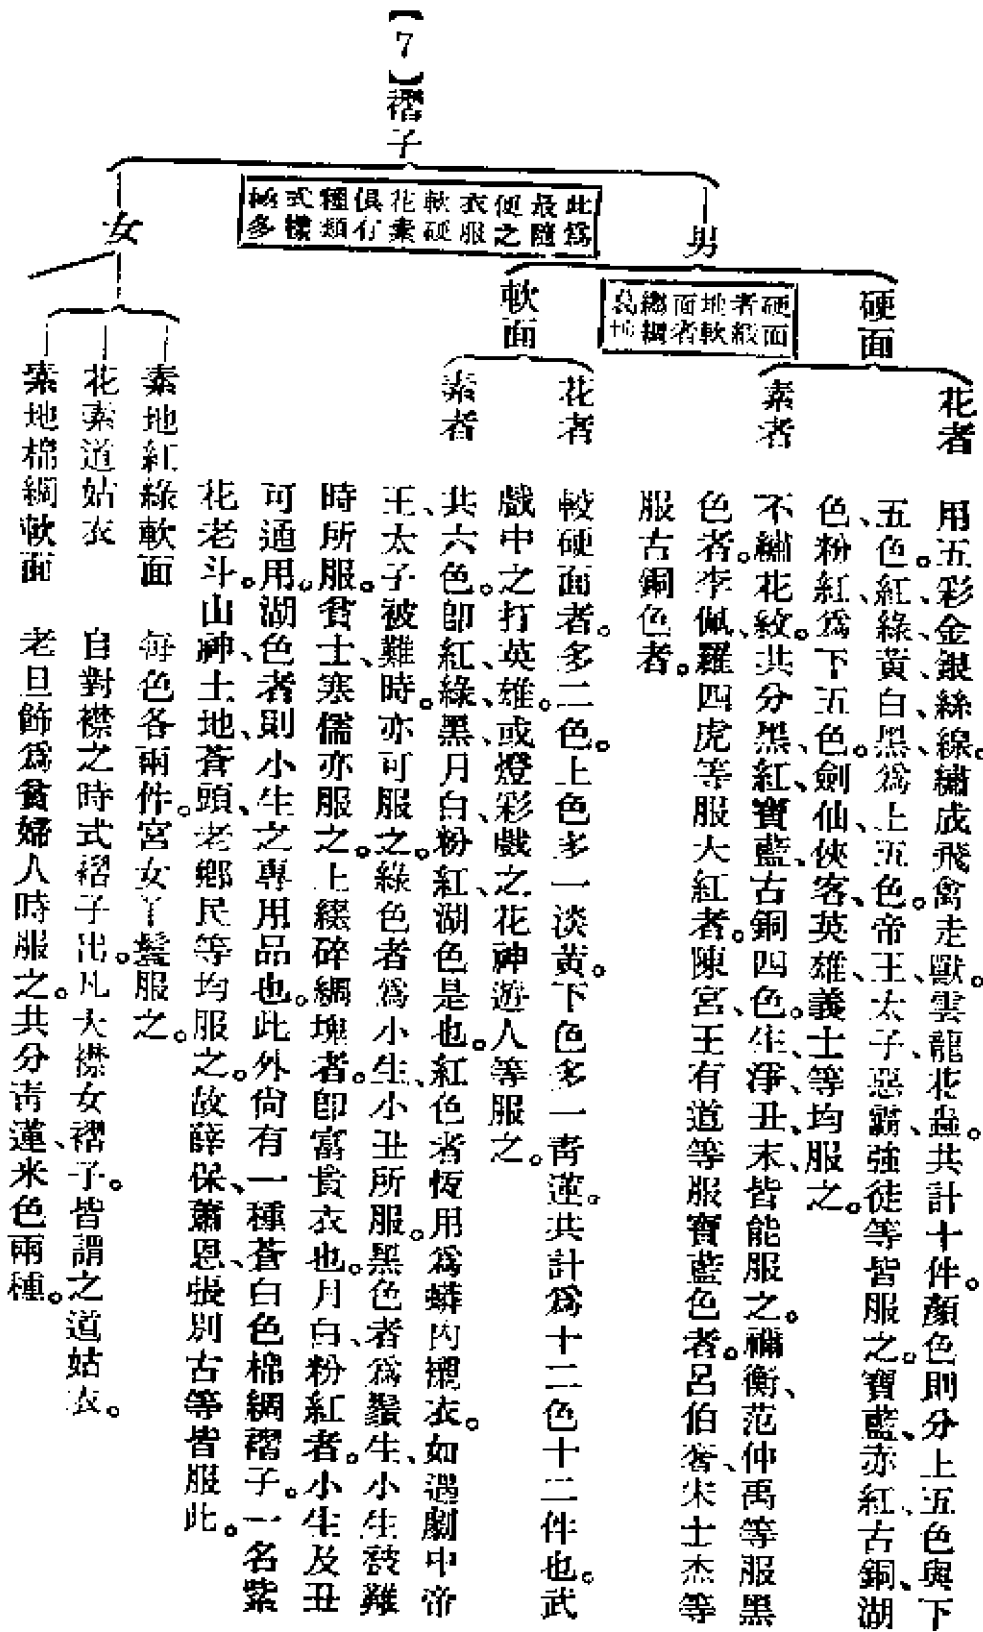 【7】褶子
此爲最隨便之衣服軟硬花素俱有種類式樣極多
男
硬面
硬面者緞地軟面者綢縐
花者
用五彩金銀絲線。繡成飛禽走獸雲龍花蟲。共計十件。顏色則分上五色與下
五色。紅、綠、黃、白、黑、爲上五色。帝王、太子、惡霸、強徒等皆服之。寶藍、赤紅、古銅、湖
色、粉紅、爲下五色。劍仙、俠客、英雄、義士等均服之。
素者
不繡花紋。共分黑、紅、寶藍、古銅四色。生、淨、丑、末、皆能服之。禰衡、范仲禹等服黑
色者。李佩、羅四虎等服大紅者。陳宮、王有道等服寶藍色者。呂伯奢、宋士杰等
服古銅色者。
軟面
花者
較硬面者。多二色。上色多一淡黃。下色多一靑蓮。共計爲十二色十二件也。武
戲中之打英雄。或燈彩戲之花神、遊人等服之。
素者
共六色。卽紅、綠、黑、月白、粉紅、湖色是也。紅色者恆用爲蟒內襯衣。如遇劇中帝
王、太子被難時。亦可服之。綠色者爲小生、小丑所服。黑色者爲鬚生、小生被難
時所服。貧士、寒儒亦服之。上綴碎綢塊者。卽富貴衣也。月白、粉紅者。小生及丑
可通用。湖色者則小生之專用品也。此外尙有一種蒼白色棉綢褶子。一名紫
花老斗。山神、土地、蒼頭、老鄉民等均服之。故薛保、蕭恩、張別古等皆服此。
女
素地紅綠軟面
每色各兩件。宮女丫鬟服之。
花素道姑衣
自對襟之時式褶子出。凡大襟女褶子。皆謂之道姑衣。
素地棉綢軟面
老旦飾爲貧婦人時服之。共分靑蓮、米色兩種。